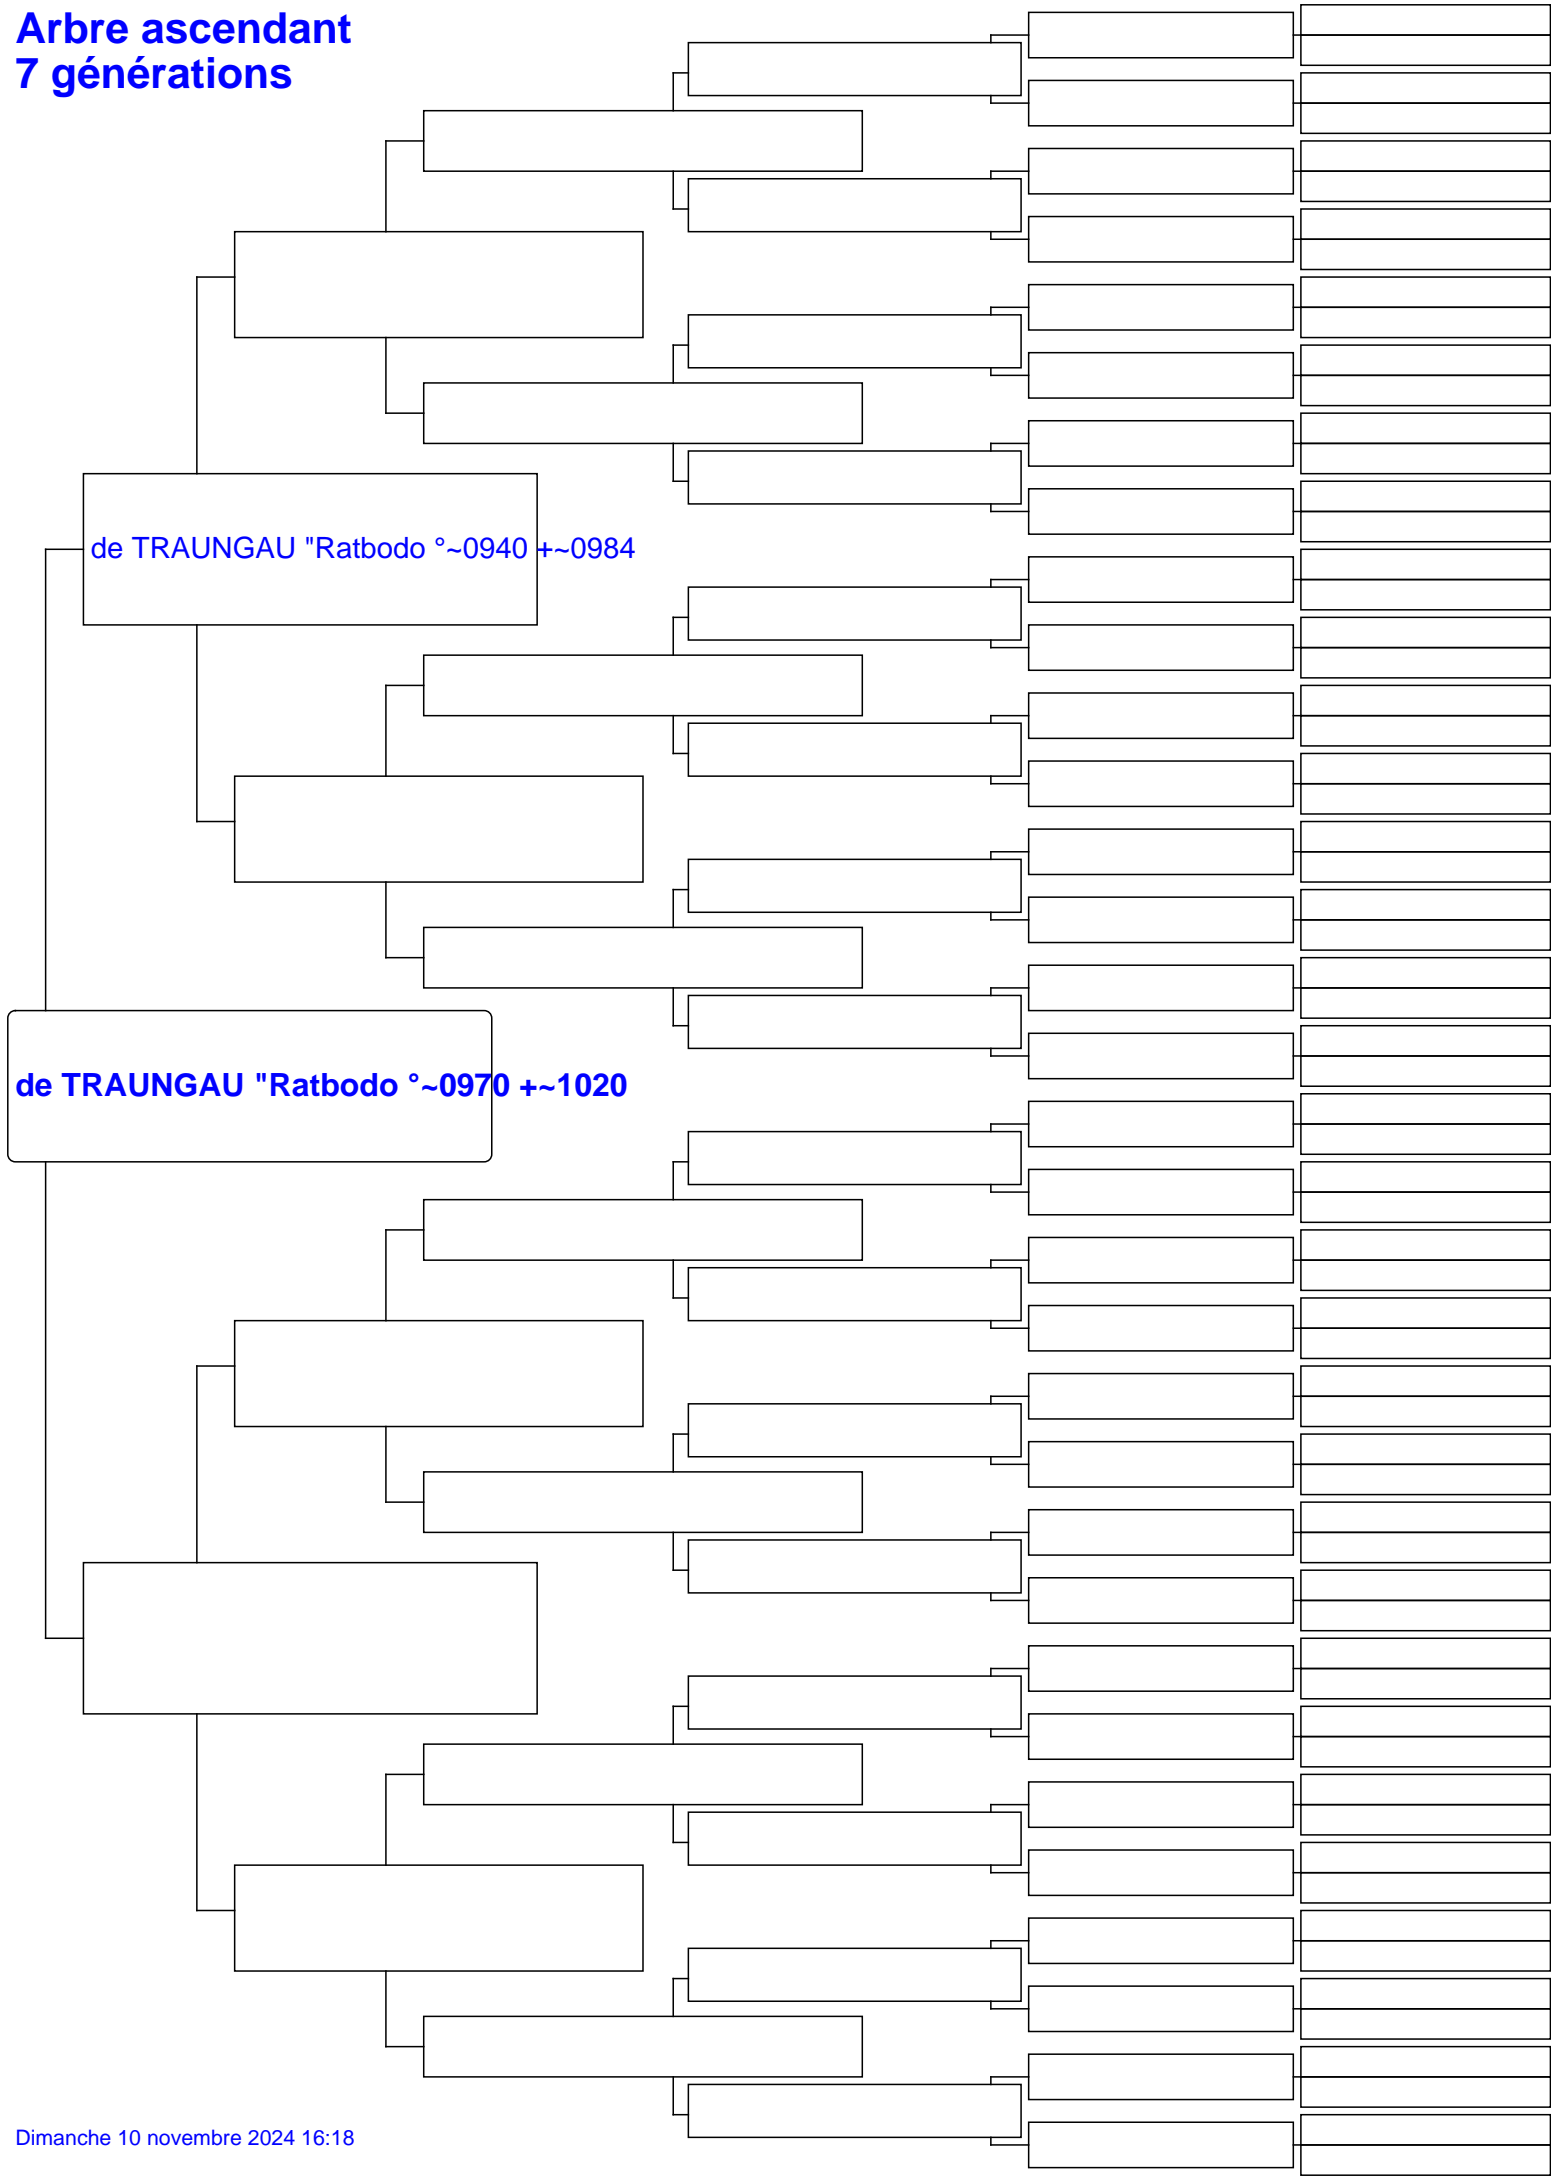 Arbre ascendant
7 générations
de TRAUNGAU "Ratbodo °~0940 +~0984
de TRAUNGAU "Ratbodo °~0970 +~1020
Dimanche 10 novembre 2024 16:18